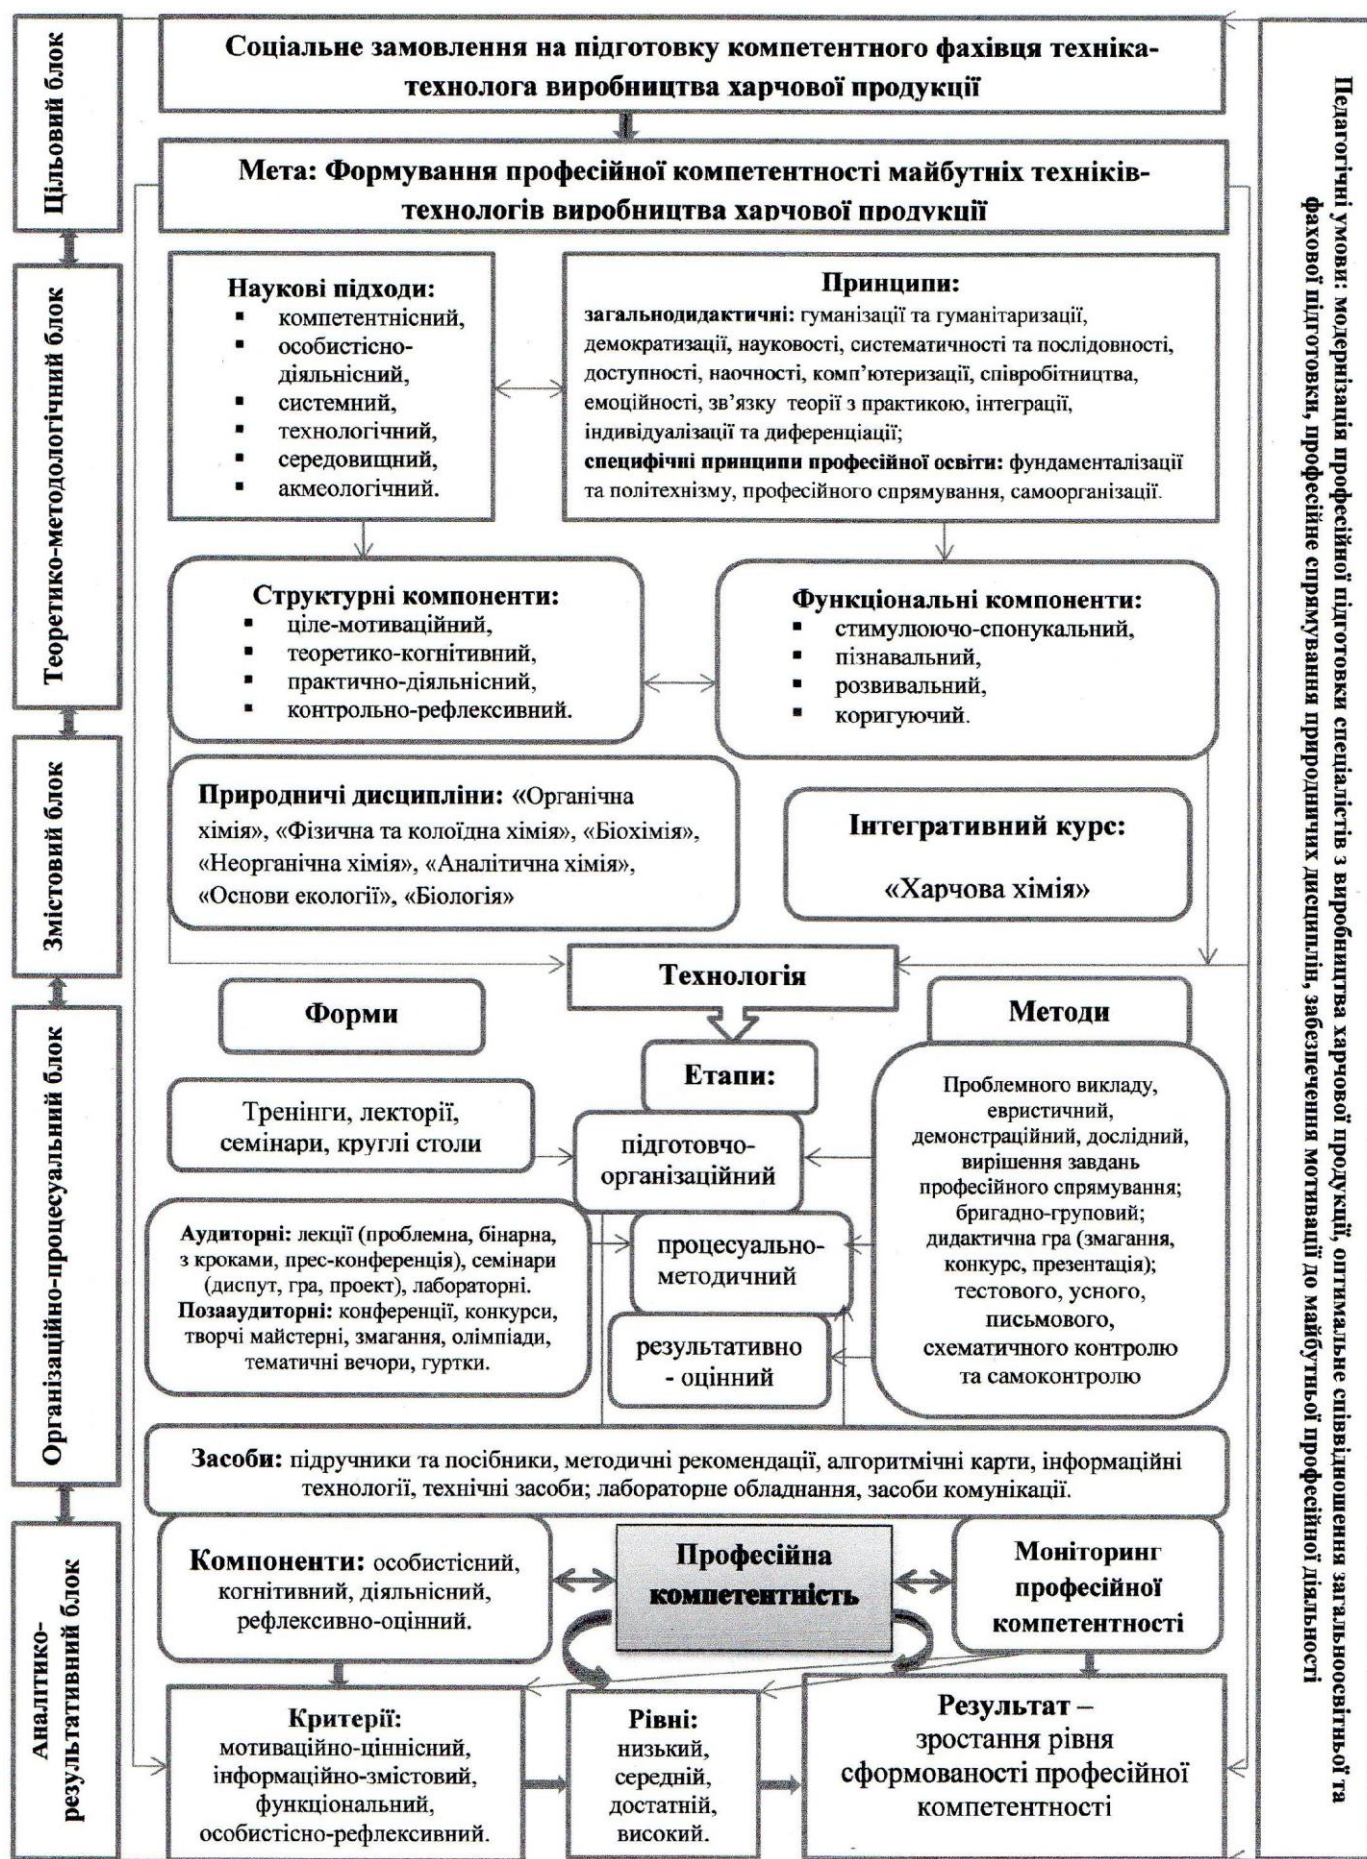 Цільовий блок
Соціальне замовлення на підготовку компетентного фахівця техніка-
технолога виробництва харчової продукції
Мета: Формування професійної компетентності майбутніх техніків-
технологів виробництва харчової продукції
Теоретико-методологічний блок
Наукові підходи:
▪ компетентнісний,
▪ особистісно-
діяльнісний,
▪ системний,
▪ технологічний,
▪ середовищний,
▪ акмеологічний.
Принципи:
загальнодидактичні: гуманізації та гуманітаризації,
демократизації, науковості, систематичності та послідовності,
доступності, наочності, комп’ютеризації, співробітництва,
емоційності, зв’язку теорії з практикою, інтеграції,
індивідуалізації та диференціації;
специфічні принципи професійної освіти: фундаменталізації
та політехнізму, професійного спрямування, самоорганізації.
Структурні компоненти:
▪ ціле-мотиваційний,
▪ теоретико-когнітивний,
▪ практично-діяльнісний,
▪ контрольно-рефлексивний.
Функціональні компоненти:
▪ стимулюючо-спонукальний,
▪ пізнавальний,
▪ розвивальний,
▪ коригуючий.
Змістовий блок
Природничі дисципліни: «Органічна
хімія», «Фізична та колоїдна хімія», «Біохімія»,
«Неорганічна хімія», «Аналітична хімія»,
«Основи екології», «Біологія»
Інтегративний курс:
«Харчова хімія»
Організаційно-процесуальний блок
Технологія
Форми
Методи
Етапи:
Тренінги, лекторії,
семінари, круглі столи
підготовчо-
організаційний
Проблемного викладу,
евристичний,
демонстраційний, дослідний,
вирішення завдань
професійного спрямування;
бригадно-груповий;
дидактична гра (змагання,
конкурс, презентація);
тестового, усного,
письмового,
схематичного контролю
та самоконтролю
Аудиторні: лекції (проблемна, бінарна,
з кроками, прес-конференція), семінари
(диспут, гра, проект), лабораторні.
Позааудиторні: конференції, конкурси,
творчі майстерні, змагання, олімпіади,
тематичні вечори, гуртки.
процесуально-
методичний
результативно
- оцінний
Засоби: підручники та посібники, методичні рекомендації, алгоритмічні карти, інформаційні
технології, технічні засоби; лабораторне обладнання, засоби комунікації.
Аналітико-
результативний блок
Компоненти: особистісний,
когнітивний, діяльнісний,
рефлексивно-оцінний.
Професійна
компетентність
Моніторинг
професійної
компетентності
Критерії:
мотиваційно-ціннісний,
інформаційно-змістовий,
функціональний,
особистісно-рефлексивний.
Рівні:
низький,
середній,
достатній,
високий.
Результат –
зростання рівня
сформованості професійної
компетентності
Педагогічні умови: модернізація професійної підготовки спеціалістів з виробництва харчової продукції, оптимальне співвідношення загальноосвітньої та
фахової підготовки, професійне спрямування природничих дисциплін, забезпечення мотивації до майбутньої професійної діяльності